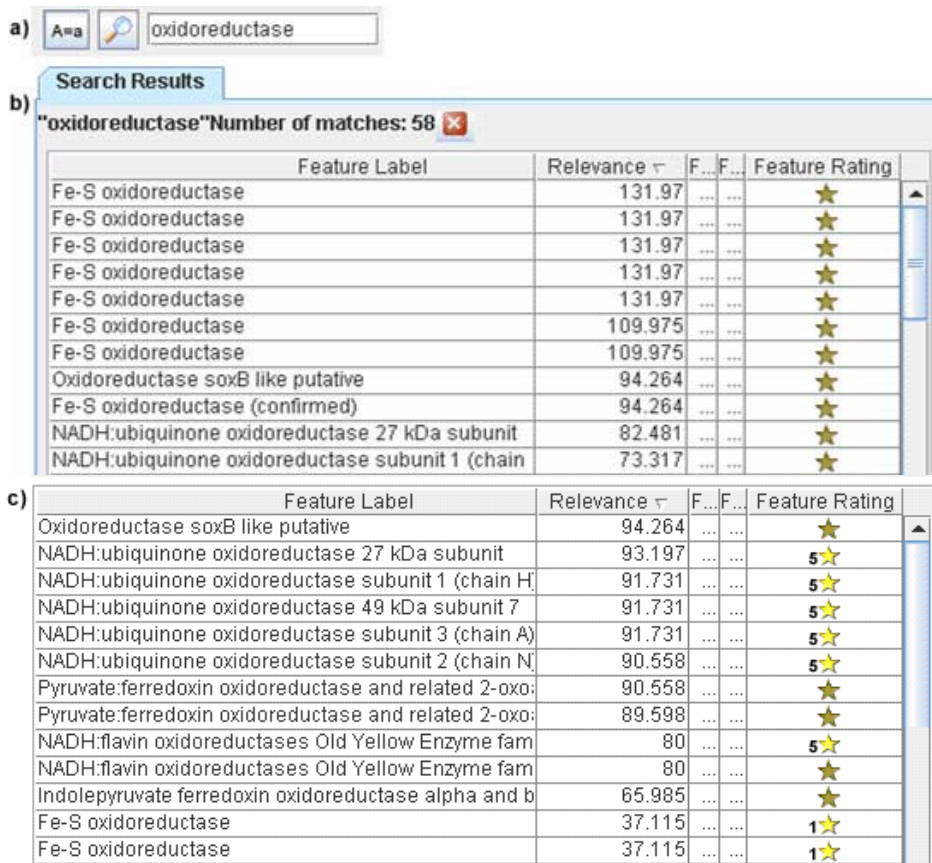 a) A=a oxidoreductase
Search Results
b)
"oxidoreductase"Number of matches: 58
Feature Label Relevance F... F... Feature Rating
Fe-S oxidoreductase 131.97 ... ...
Fe-S oxidoreductase 131.97 ... ...
Fe-S oxidoreductase 131.97 ... ...
Fe-S oxidoreductase 131.97 ... ...
Fe-S oxidoreductase 131.97 ... ...
Fe-S oxidoreductase 109.975 ... ...
Fe-S oxidoreductase 109.975 ... ...
Oxidoreductase soxB like putative 94.264 ... ...
Fe-S oxidoreductase (confirmed) 94.264 ... ...
NADH:ubiquinone oxidoreductase 27 kDa subunit 82.481 ... ...
NADH:ubiquinone oxidoreductase subunit 1 (chain 73.317 ... ...
c) Feature Label Relevance F... F... Feature Rating
Oxidoreductase soxB like putative 94.264 ... ...
NADH:ubiquinone oxidoreductase 27 kDa subunit 93.197 ... ... 5
NADH:ubiquinone oxidoreductase subunit 1 (chain H) 91.731 ... ... 5
NADH:ubiquinone oxidoreductase 49 kDa subunit 7 91.731 ... ... 5
NADH:ubiquinone oxidoreductase subunit 3 (chain A) 91.731 ... ... 5
NADH:ubiquinone oxidoreductase subunit 2 (chain N) 90.558 ... ... 5
Pyruvate:ferredoxin oxidoreductase and related 2-oxo: 90.558 ... ...
Pyruvate:ferredoxin oxidoreductase and related 2-oxo: 89.598 ... ...
NADH:flavin oxidoreductases Old Yellow Enzyme fam 80 ... ... 5
NADH:flavin oxidoreductases Old Yellow Enzyme fam 80 ... ...
Indolepyruvate ferredoxin oxidoreductase alpha and b 65.985 ... ...
Fe-S oxidoreductase 37.115 ... ... 1
Fe-S oxidoreductase 37.115 ... ... 1